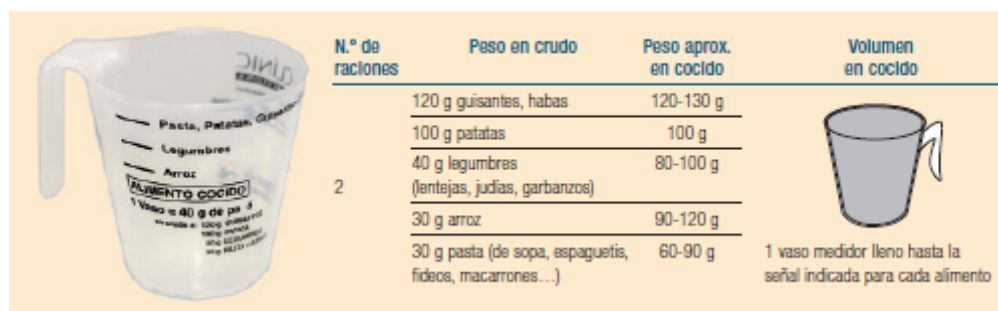 N.º de raciones
Peso en crudo
Peso aprox. en cocido
Volumen en cocido
2
120 g guisantes, habas
120-130 g
100 g patatas
100 g
40 g legumbres
(lentejas, judías, garbanzos)
80-100 g
30 g arroz
90-120 g
30 g pasta (de sopa, espaguetis,
fideos, macarrones…)
60-90 g
1 vaso medidor lleno hasta la
señal indicada para cada alimento
Pasta, Patatas,
Legumbres
Arroz
ALIMENTO COCIDO
1 Vaso = 40 g de pa